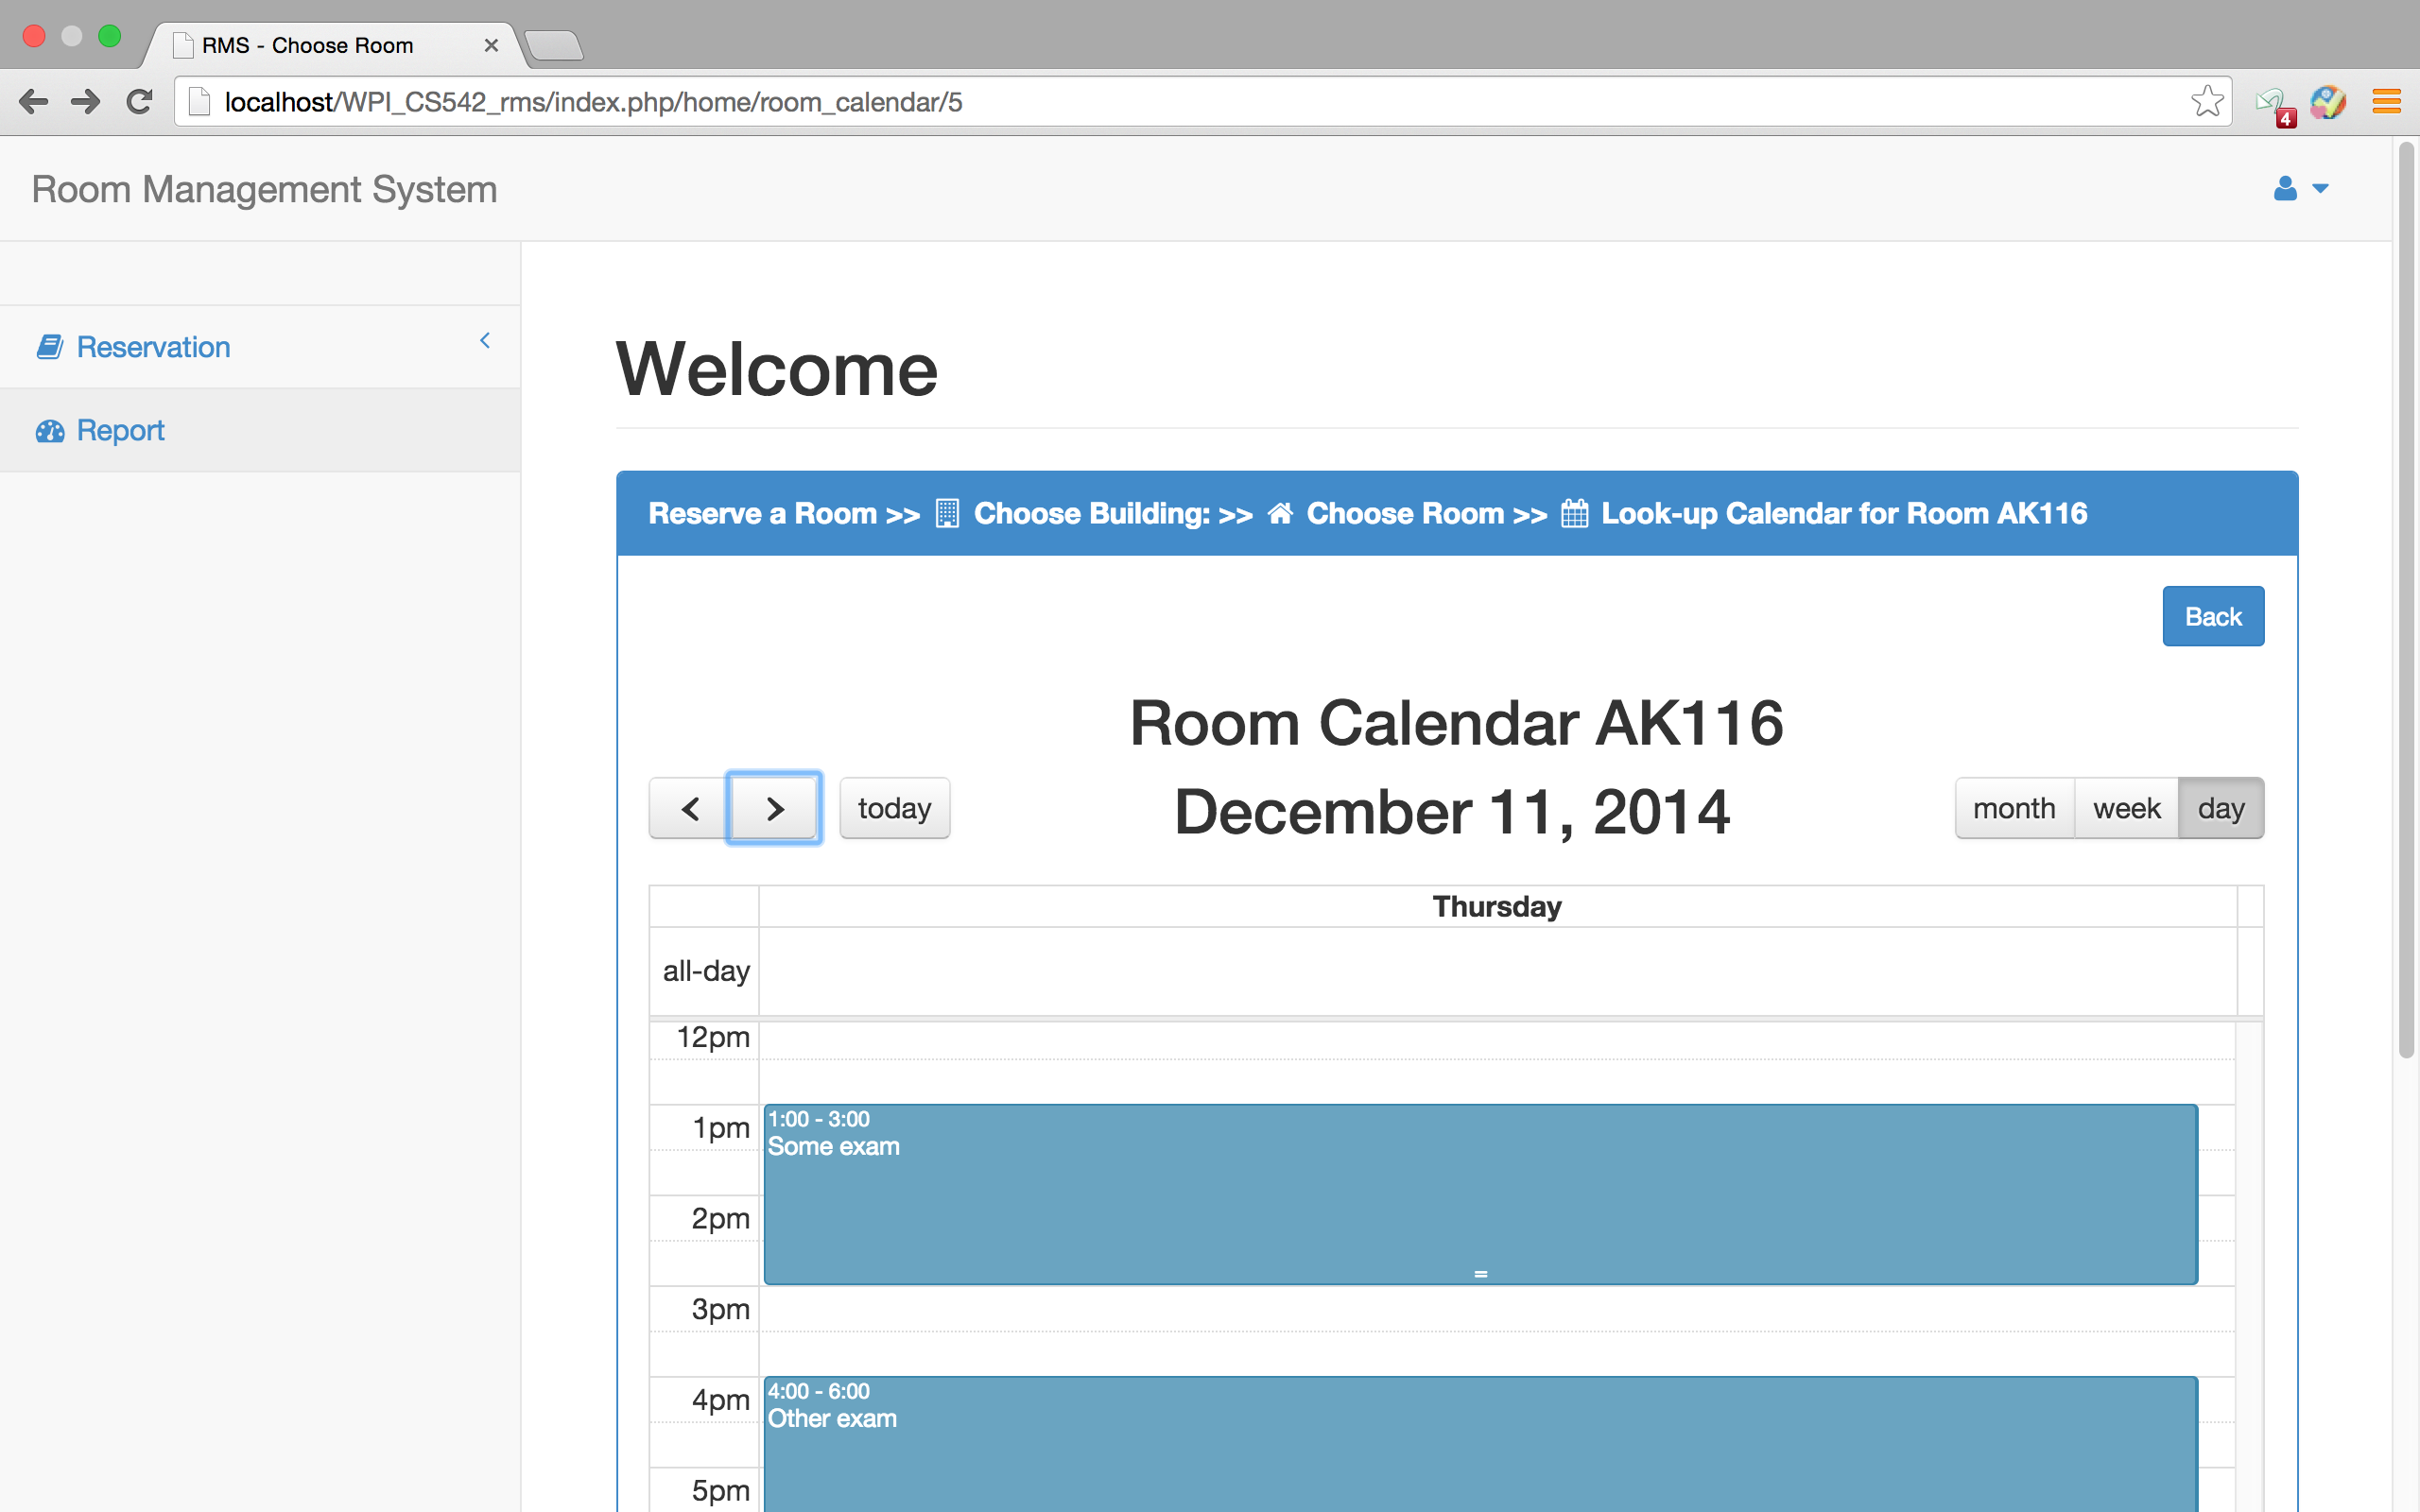 RMS - Choose Room
localhost/WPI_CS542_rms/index.php/home/room_calendar/5
4
Room Management System
Reservation
Report
Welcome
Reserve a Room >> Choose Building: >> Choose Room >> Look-up Calendar for Room AK116
Back
Room Calendar AK116
December 11, 2014
today
month week day
Thursday
all-day
12pm
1pm
1:00 - 3:00
Some exam
2pm
3pm
4pm
4:00 - 6:00
Other exam
5pm